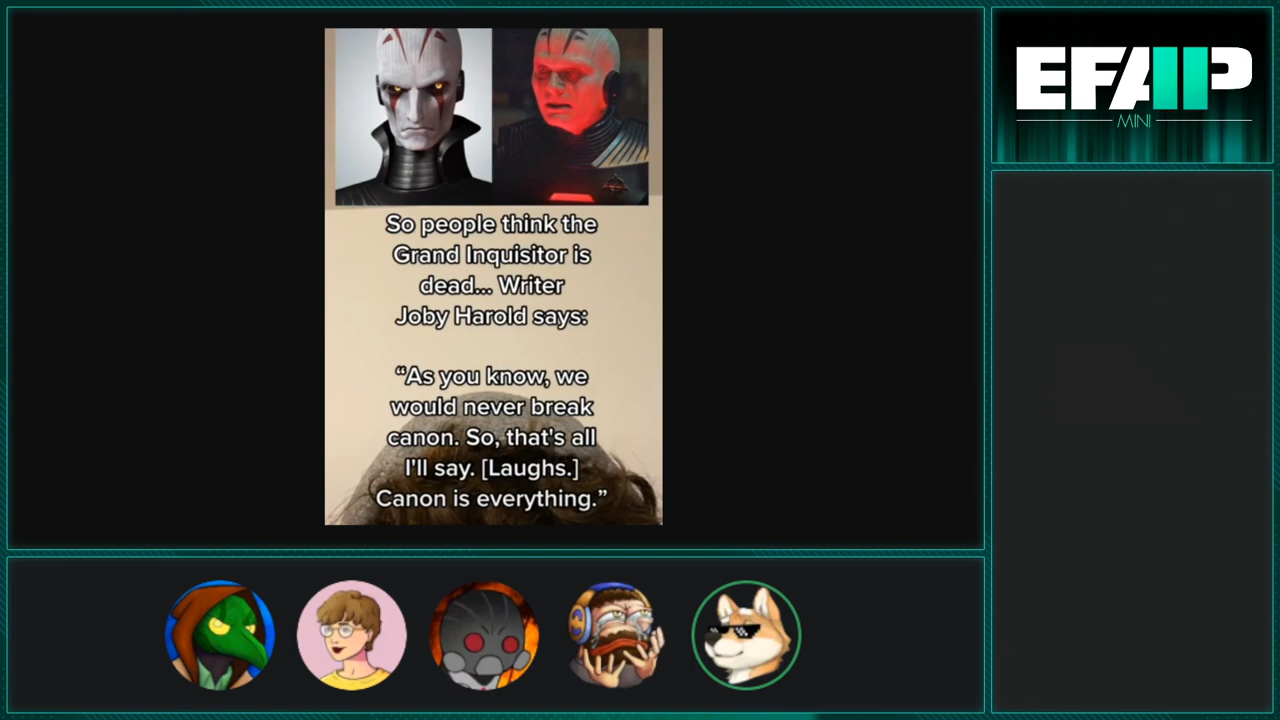 EFAP
MINI
So people think the
Grand Inquisitor is
dead... Writer
Joby Harold says:
“As you know, we
would never break
canon. So, that's all
I'll say. [Laughs.]
Canon is everything.”